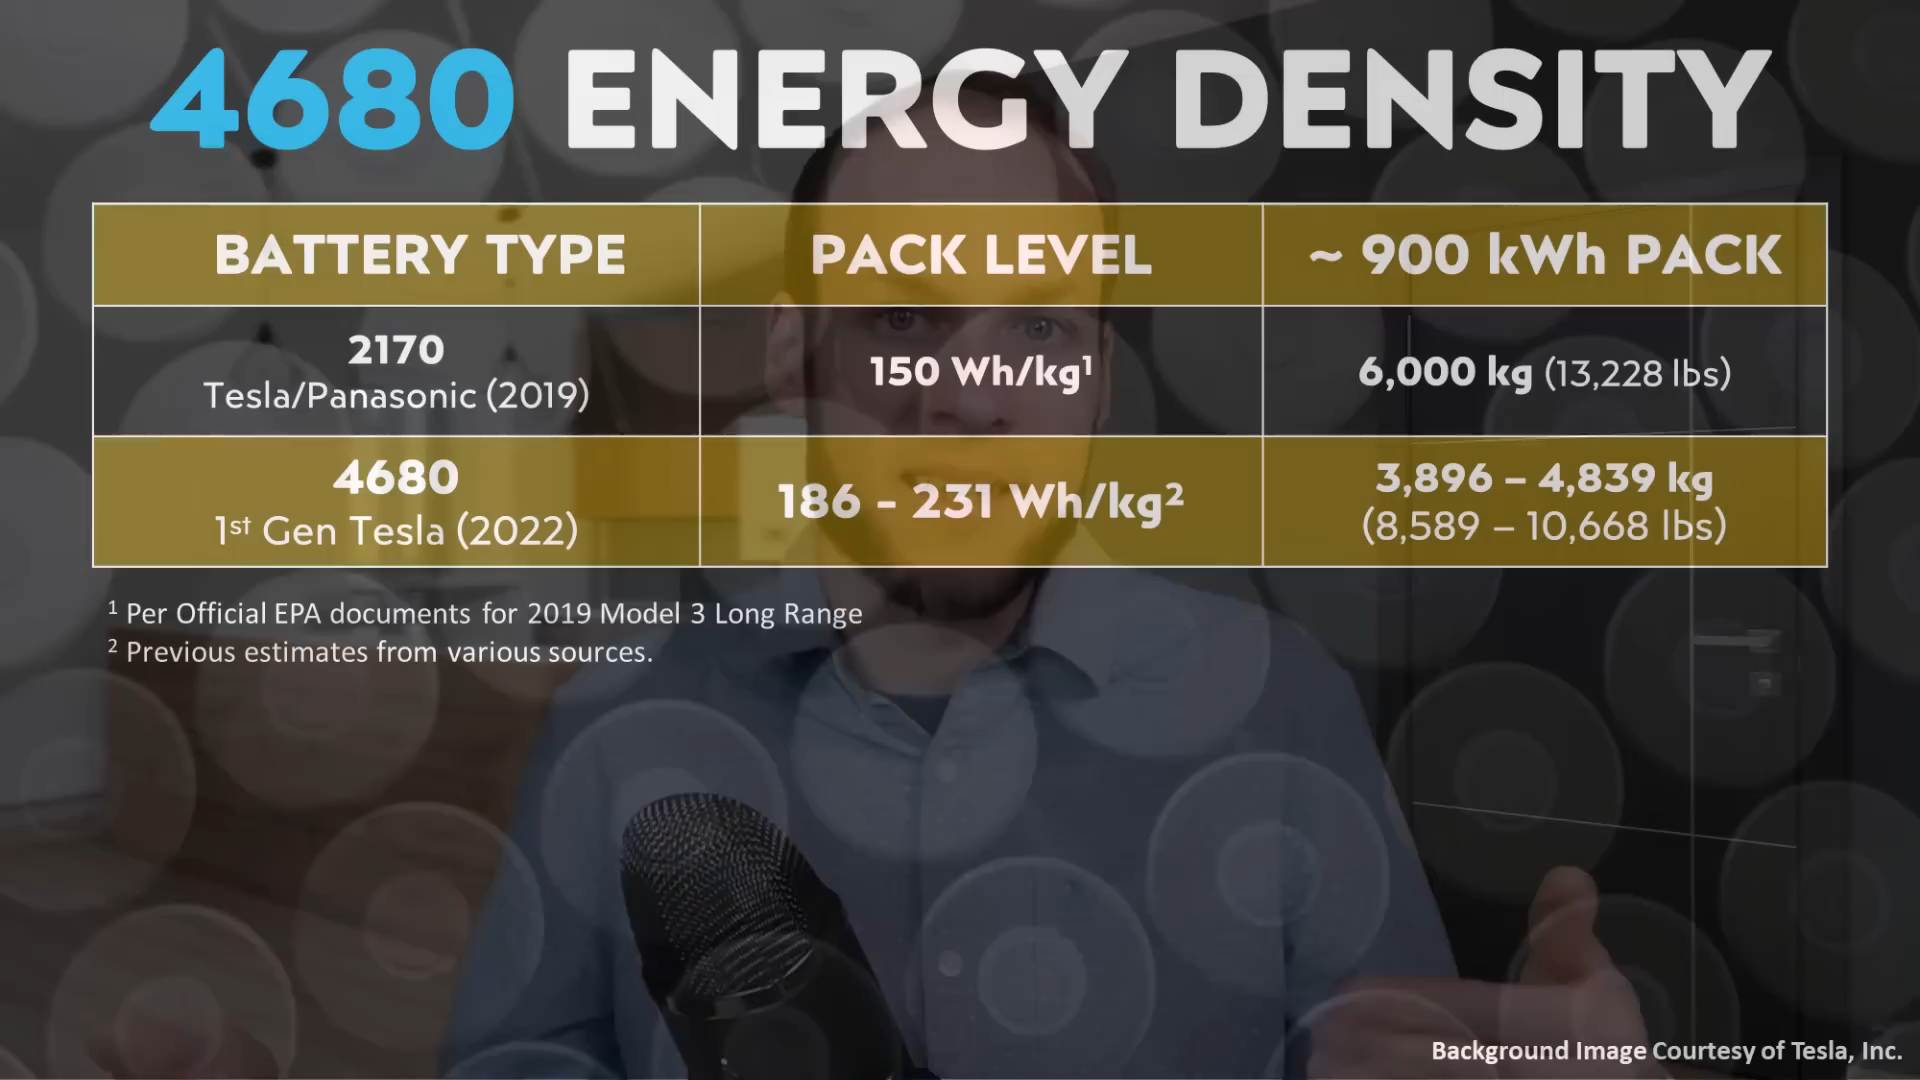 4680 ENERGY DENSITY
BATTERY TYPE
PACK LEVEL
~ 900 kWh PACK
2170
Tesla/Panasonic (2019)
150 Wh/kg¹
6,000 kg (13,228 lbs)
4680
1st Gen Tesla (2022)
186 - 231 Wh/kg²
3,896 – 4,839 kg
(8,589 – 10,668 lbs)
¹ Per Official EPA documents for 2019 Model 3 Long Range
² Previous estimates from various sources.
Background Image Courtesy of Tesla, Inc.